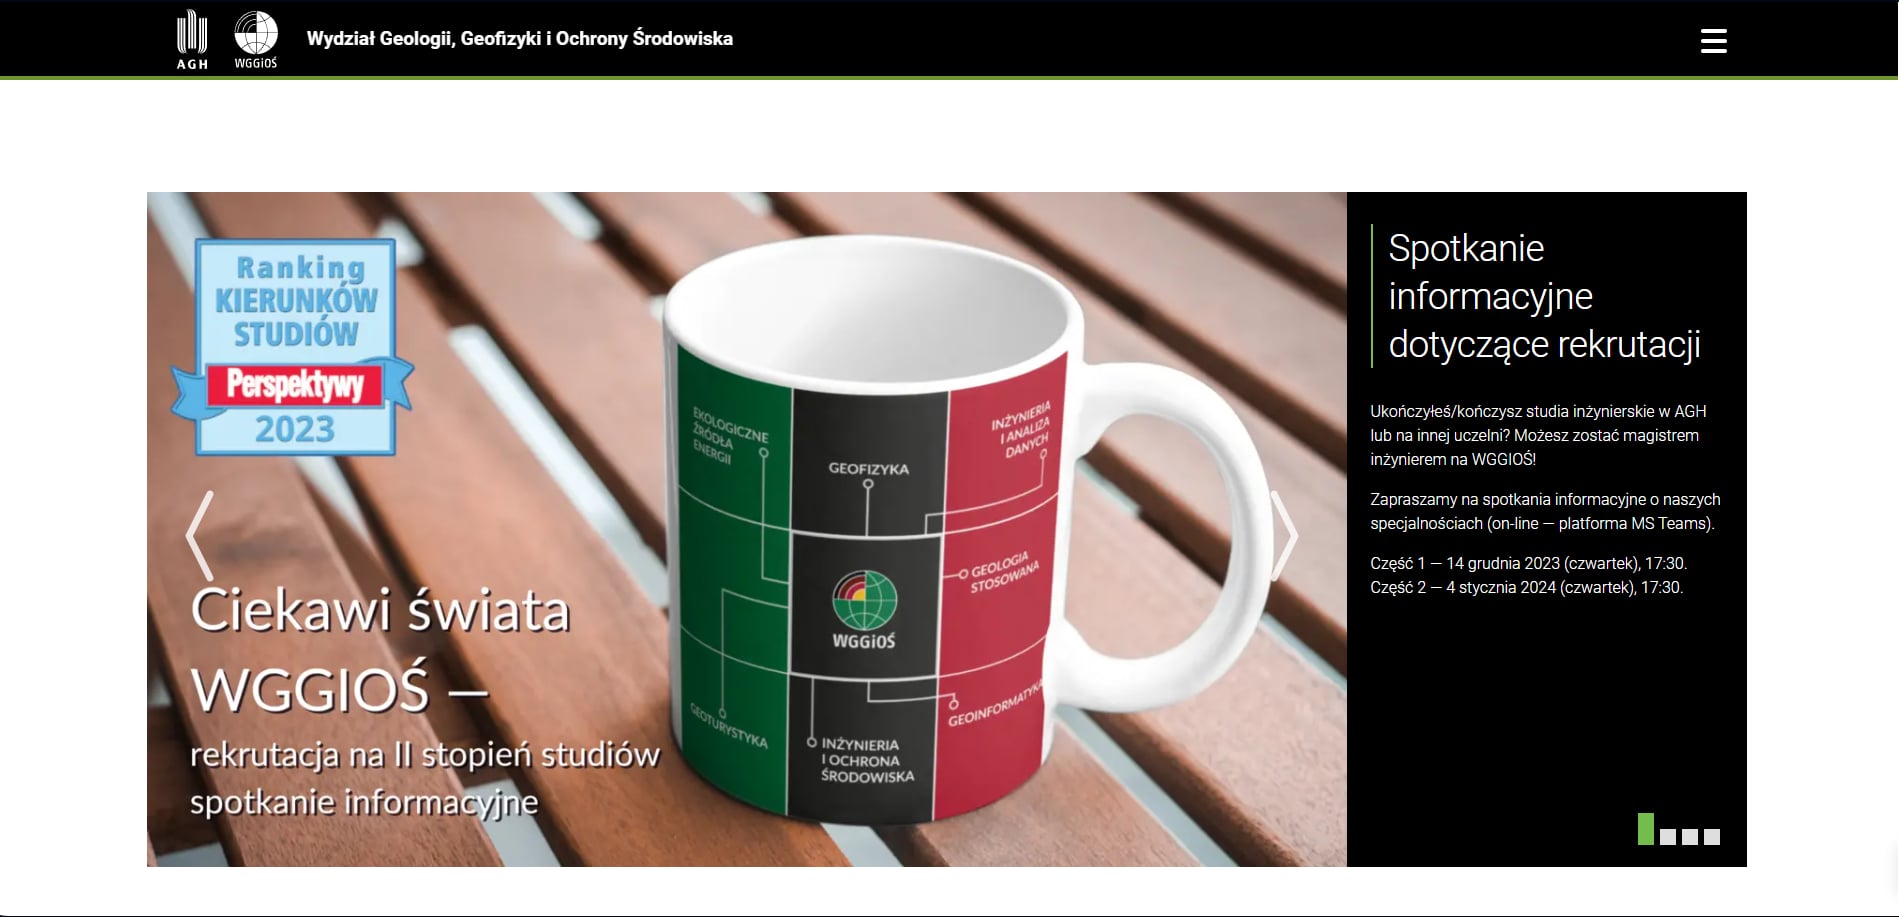 AGH
WGGiOŚ
Wydział Geologii, Geofizyki i Ochrony Środowiska
Ranking
KIERUNKÓW
STUDIÓW
Perspektywy
2023
Ciekawi świata
WGGIOŚ –
rekrutacja na II stopień studiów
spotkanie informacyjne
EKOLOGICZNE
ŹRÓDŁA
ENERGII
GEOFIZYKA
INŻYNIERIA
I ANALIZA
DANYCH
WGGiOŚ
GEOLOGIA
STOSOWANA
GEOTURYSTYKA
INŻYNIERIA
I OCHRONA
ŚRODOWISKA
GEOINFORMATYKA
Spotkanie
informacyjne
dotyczące rekrutacji
Ukończyłeś/kończysz studia inżynierskie w AGH
lub na innej uczelni? Możesz zostać magistrem
inżynierem na WGGIOŚ!
Zapraszamy na spotkania informacyjne o naszych
specjalnościach (on-line — platforma MS Teams).
Część 1 — 14 grudnia 2023 (czwartek), 17:30.
Część 2 — 4 stycznia 2024 (czwartek), 17:30.